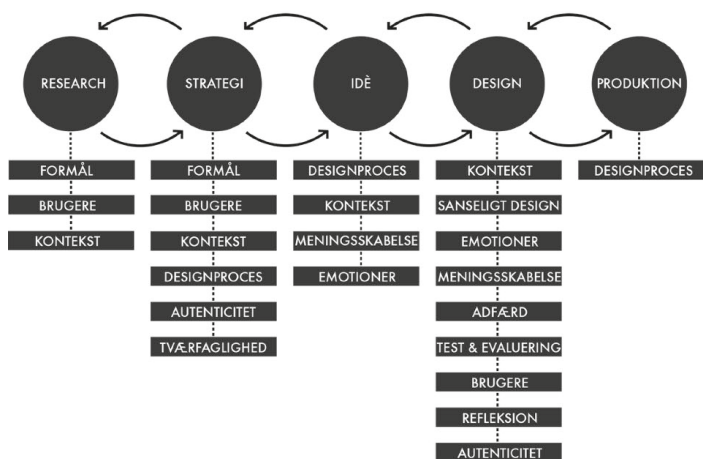 RESEARCH
STRATEGI
IDÈ
DESIGN
PRODUKTION
FORMÅL
BRUGERE
KONTEKST
FORMÅL
BRUGERE
KONTEKST
DESIGNPROCES
AUTENTICITET
TVÆRFAGLIGHED
DESIGNPROCES
KONTEKST
MENINGSSKABELSE
EMOTIONER
KONTEKST
SANSELIGT DESIGN
EMOTIONER
MENINGSSKABELSE
ADFÆRD
TEST & EVALUERING
BRUGERE
REFLEKSION
AUTENTICITET
DESIGNPROCES